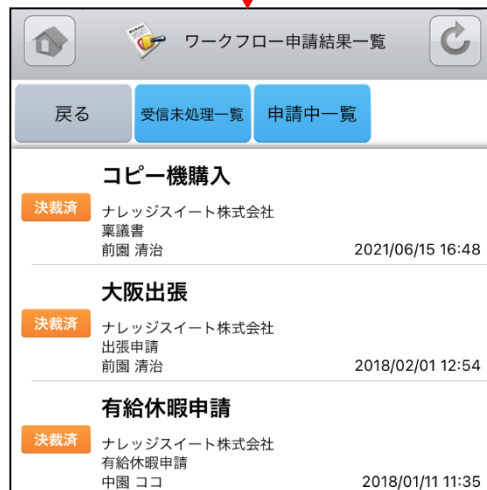 ワークフロー申請結果一覧
戻る
受信未処理一覧
申請中一覧
コピー機購入
決裁済
ナレッジスイート株式会社
稟議書
前園 清治
2021/06/15 16:48
大阪出張
決裁済
ナレッジスイート株式会社
出張申請
前園 清治
2018/02/01 12:54
有給休暇申請
決裁済
ナレッジスイート株式会社
有給休暇申請
中園 ココ
2018/01/11 11:35